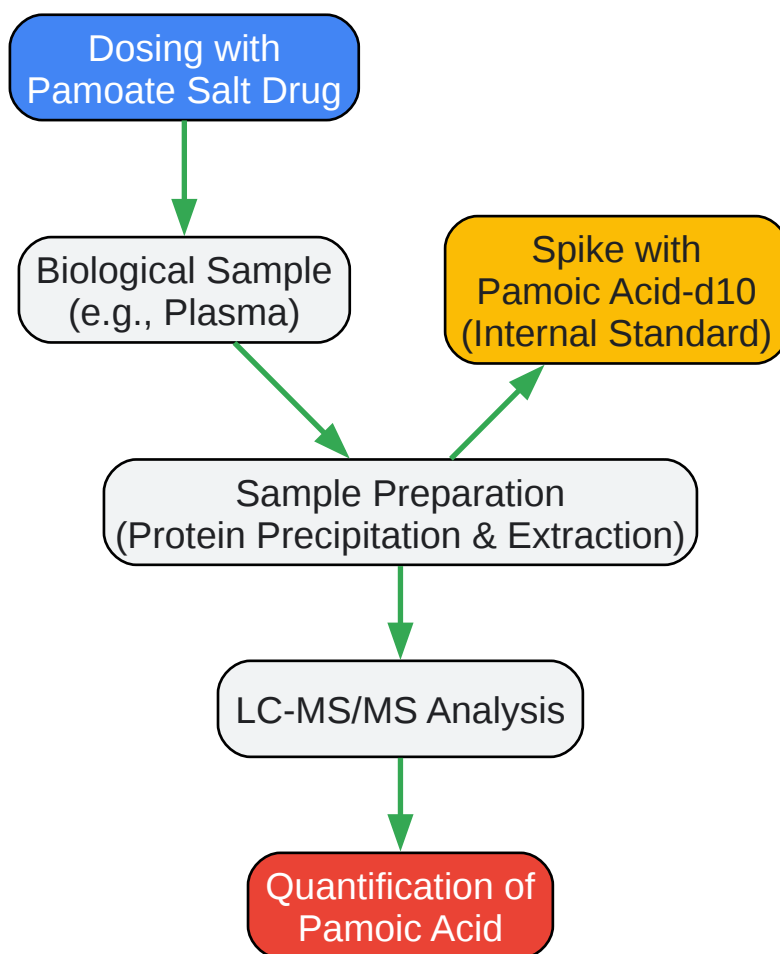 Dosing with
Pamoate Salt Drug
Biological Sample
(e.g., Plasma)
Spike with
Pamoic Acid-d10
(Internal Standard)
Sample Preparation
(Protein Precipitation & Extraction)
LC-MS/MS Analysis
Quantification of
Pamoic Acid